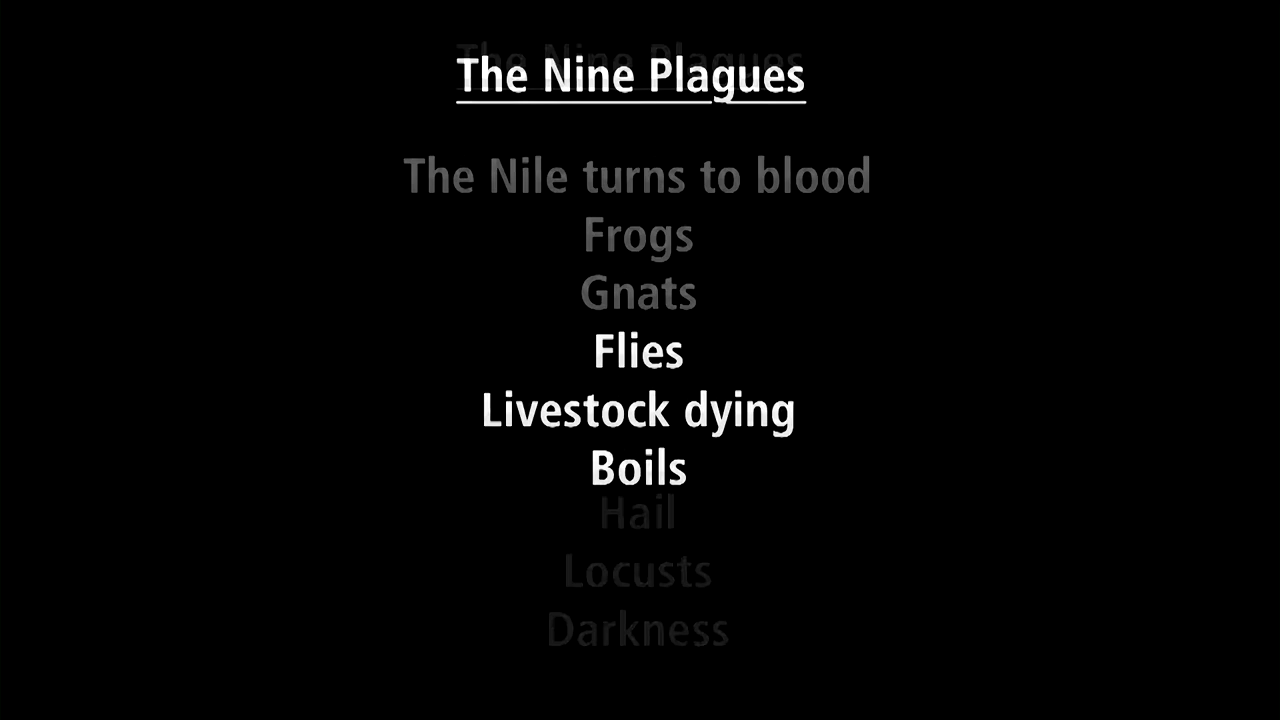 The Nine Plagues
The Nile turns to blood
Frogs
Gnats
Flies
Livestock dying
Boils
Hail
Locusts
Darkness